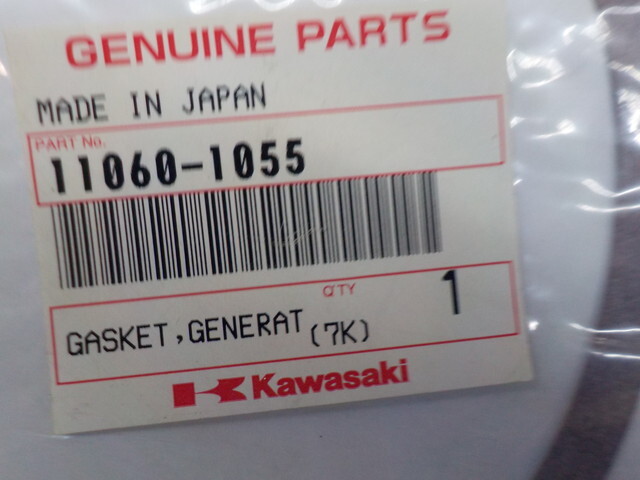 GENUINE PARTS
MADE IN JAPAN
PART No.
11060-1055
Q'TY
1
GASKET,GENERAT (7K)
Kawasaki